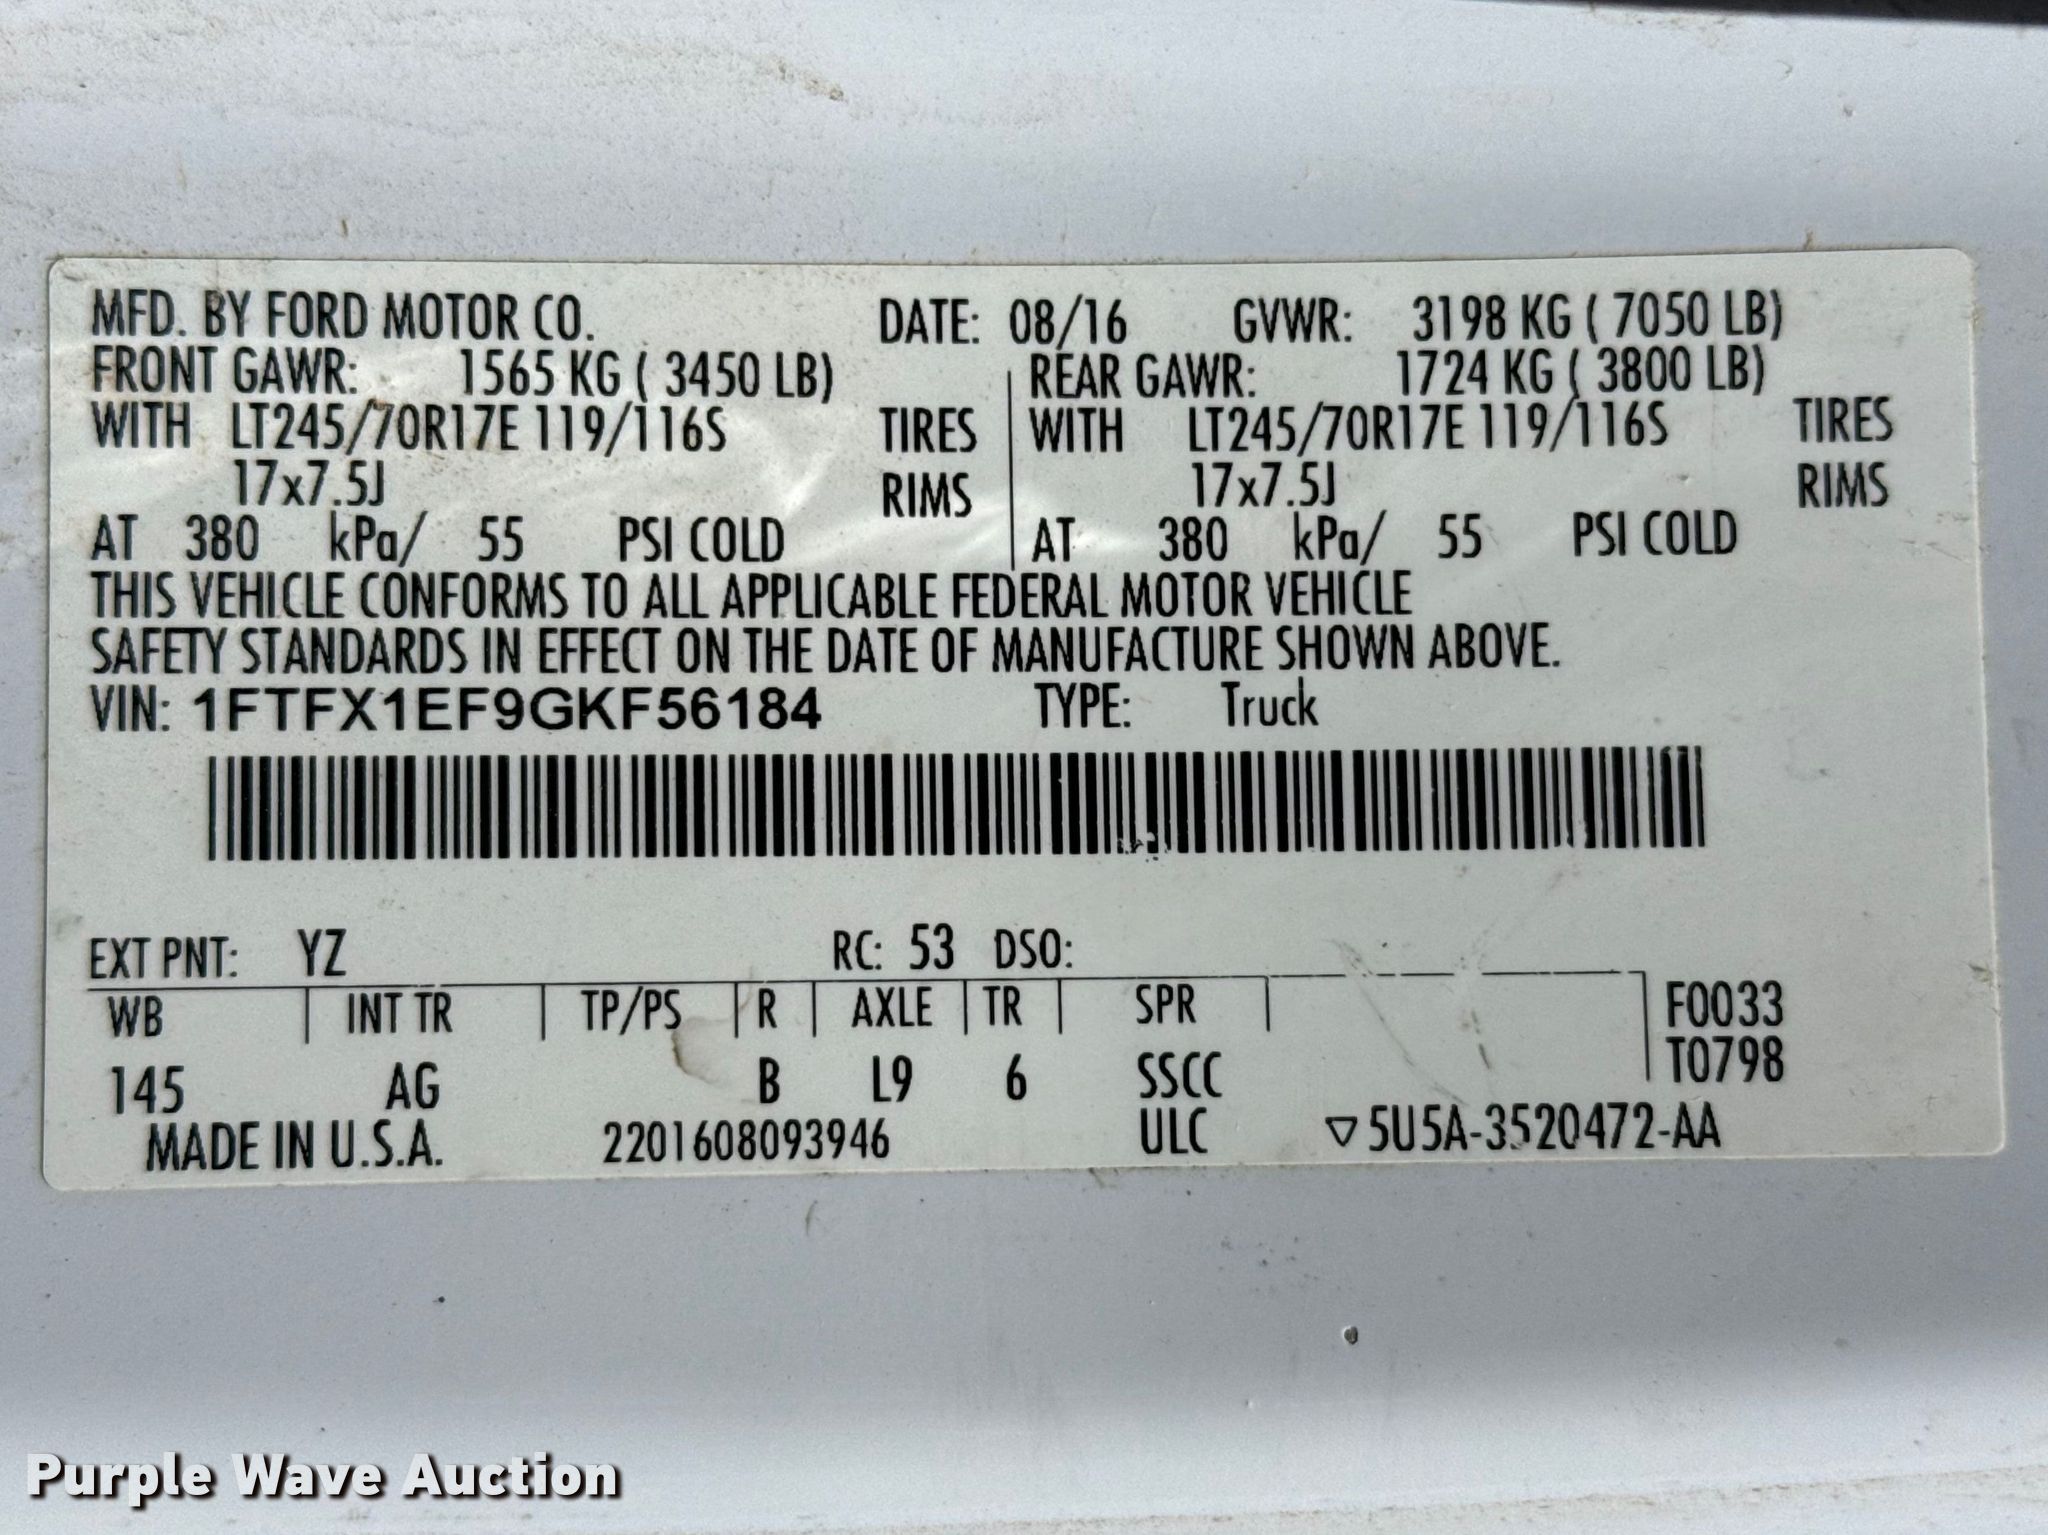 MFD. BY FORD MOTOR CO. DATE: 08/16 GVWR: 3198 KG ( 7050 LB)
FRONT GAWR: 1565 KG ( 3450 LB) REAR GAWR: 1724 KG ( 3800 LB)
WITH LT245/70R17E 119/116S TIRES WITH LT245/70R17E 119/116S TIRES
17x7.5J RIMS 17x7.5J RIMS
AT 380 kPa/ 55 PSI COLD AT 380 kPa/ 55 PSI COLD
THIS VEHICLE CONFORMS TO ALL APPLICABLE FEDERAL MOTOR VEHICLE
SAFETY STANDARDS IN EFFECT ON THE DATE OF MANUFACTURE SHOWN ABOVE.
VIN: 1FTFX1EF9GKF56184 TYPE: Truck
EXT PNT: YZ RC: 53 DSO:
WB INT TR TP/PS R AXLE TR SPR F0033
T0798
145 AG B L9 6 SSCC
MADE IN U.S.A. 2201608093946 ULC ▽5U5A-3520472-AA
Purple Wave Auction